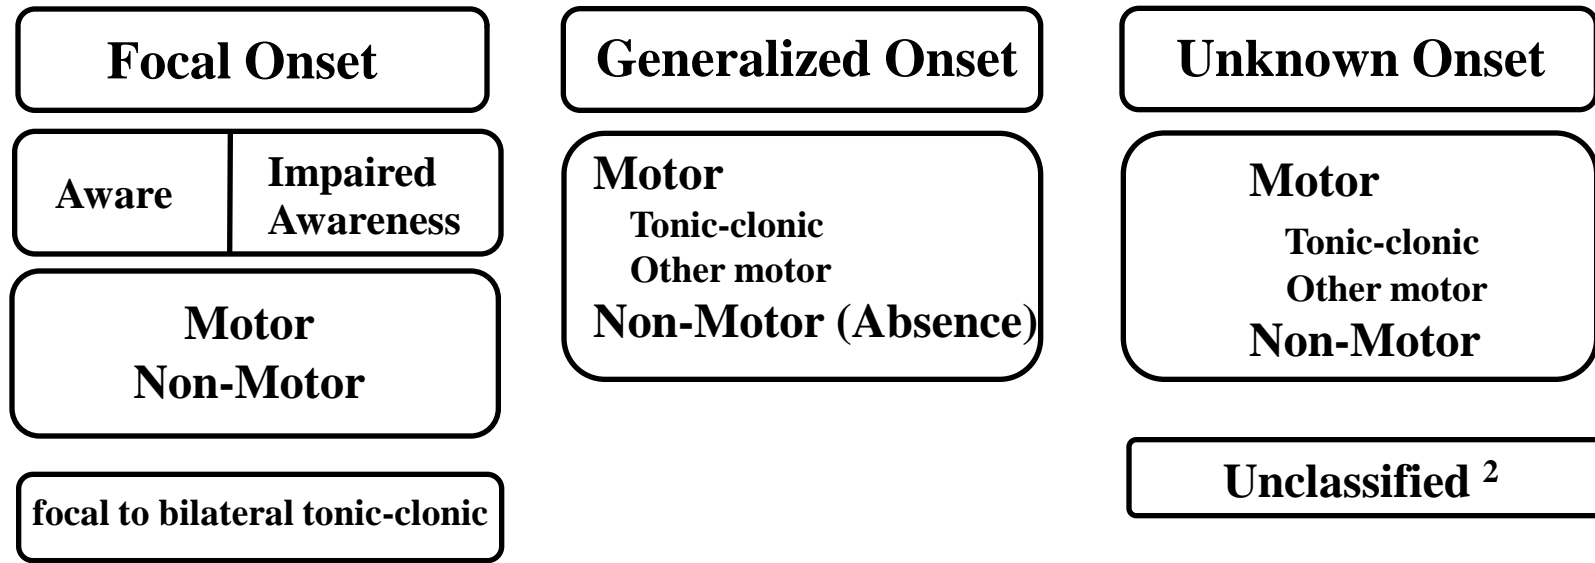 Focal Onset
Aware
Impaired
Awareness
Motor
Non-Motor
focal to bilateral tonic-clonic
Generalized Onset
Motor
Tonic-clonic
Other motor
Non-Motor (Absence)
Unknown Onset
Motor
Tonic-clonic
Other motor
Non-Motor
Unclassified ²